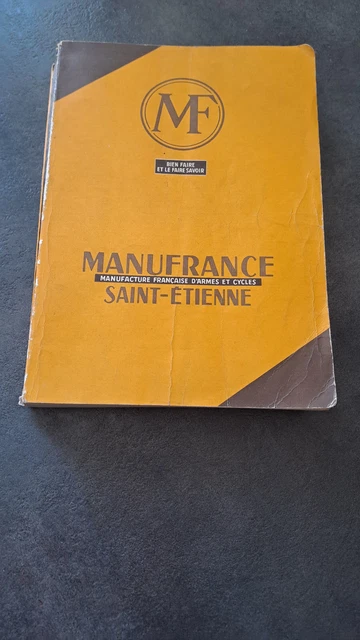 MF
BIEN FAIRE
ET LE FAIRE SAVOIR
MANUFRANCE
MANUFACTURE FRANÇAISE D'ARMES ET CYCLES
SAINT-ÉTIENNE